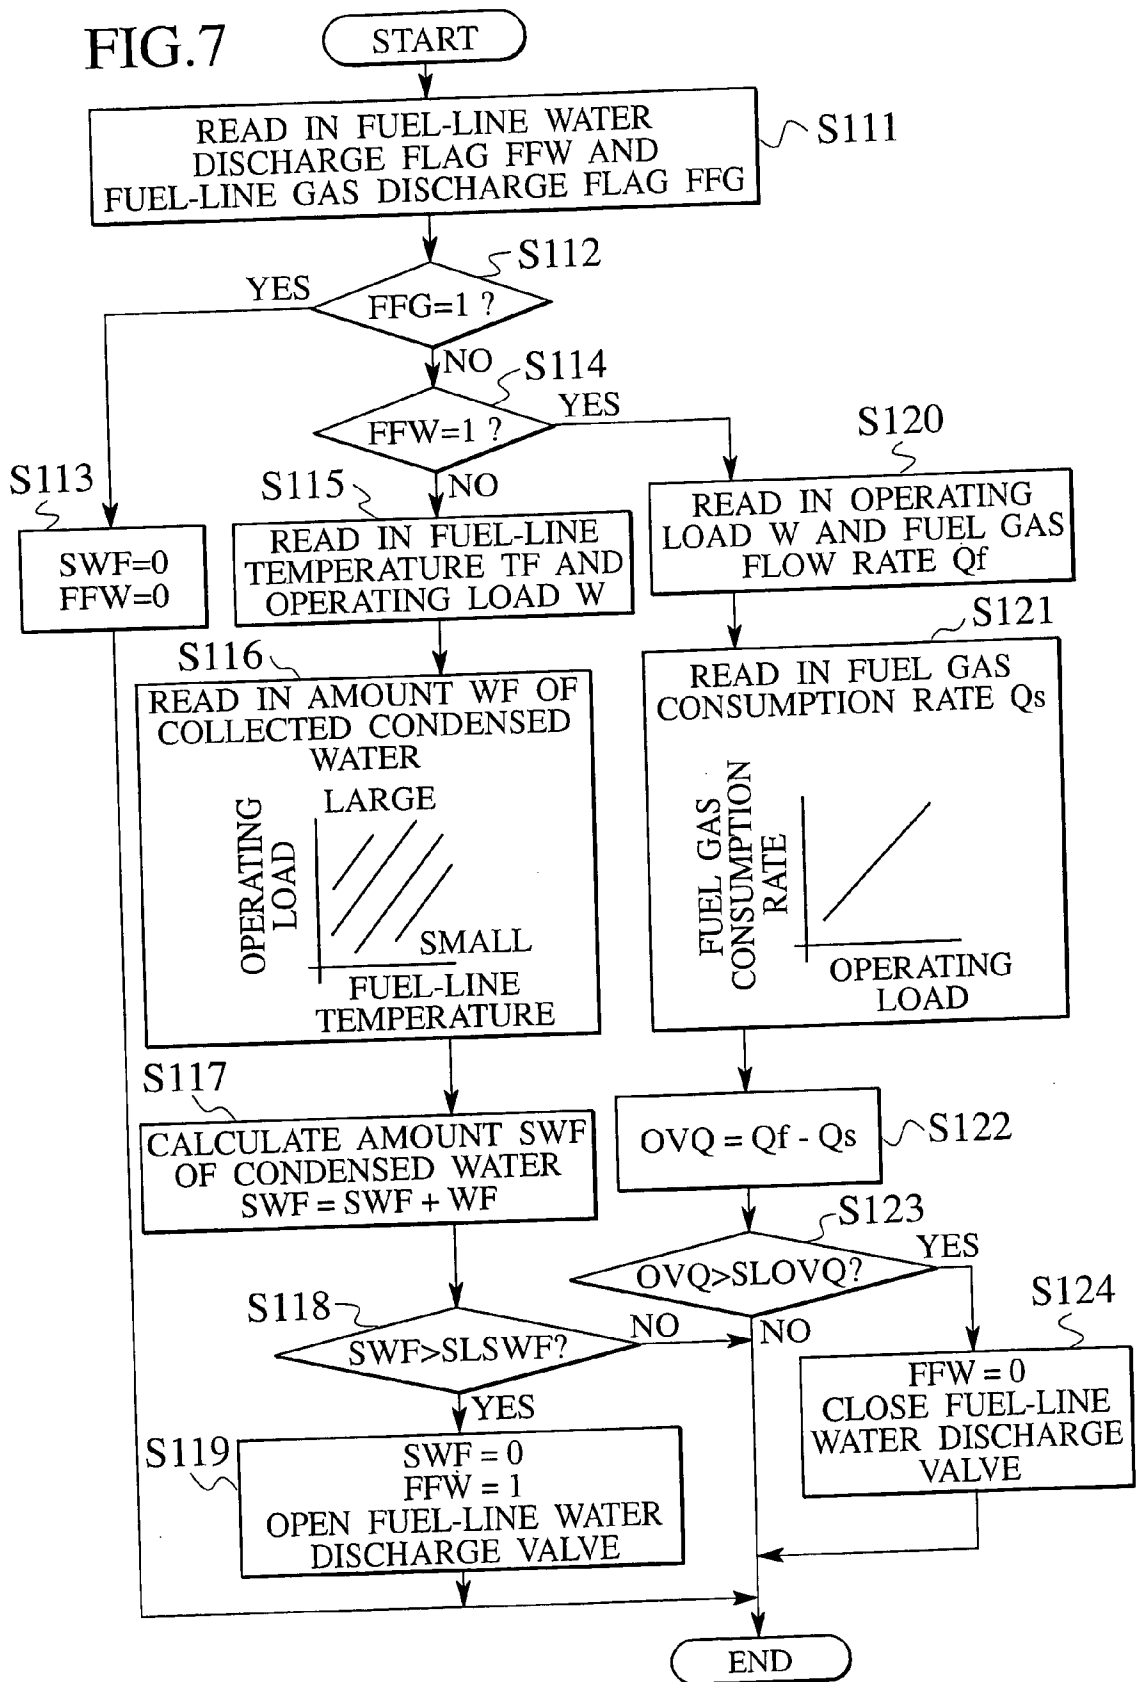 FIG.7
START
READ IN FUEL-LINE WATER
DISCHARGE FLAG FFW AND
FUEL-LINE GAS DISCHARGE FLAG FFG
S111
S112
YES
FFG=1 ?
NO
S114
FFW=1 ?
YES
NO
S113
SWF=0
FFW=0
S115
READ IN FUEL-LINE
TEMPERATURE TF AND
OPERATING LOAD W
S120
READ IN OPERATING
LOAD W AND FUEL GAS
FLOW RATE Qf
S116
READ IN AMOUNT WF OF
COLLECTED CONDENSED
WATER
LARGE
OPERATING
LOAD
SMALL
FUEL-LINE
TEMPERATURE
S121
READ IN FUEL GAS
CONSUMPTION RATE Qs
FUEL GAS
CONSUMPTION
RATE
OPERATING
LOAD
S117
CALCULATE AMOUNT SWF
OF CONDENSED WATER
SWF = SWF + WF
OVQ = Qf - Qs
S122
S123
OVQ>SLOVQ?
YES
NO
S118
SWF>SLSWF?
NO
YES
S124
FFW = 0
CLOSE FUEL-LINE
WATER DISCHARGE
VALVE
S119
SWF = 0
FFW = 1
OPEN FUEL-LINE WATER
DISCHARGE VALVE
END